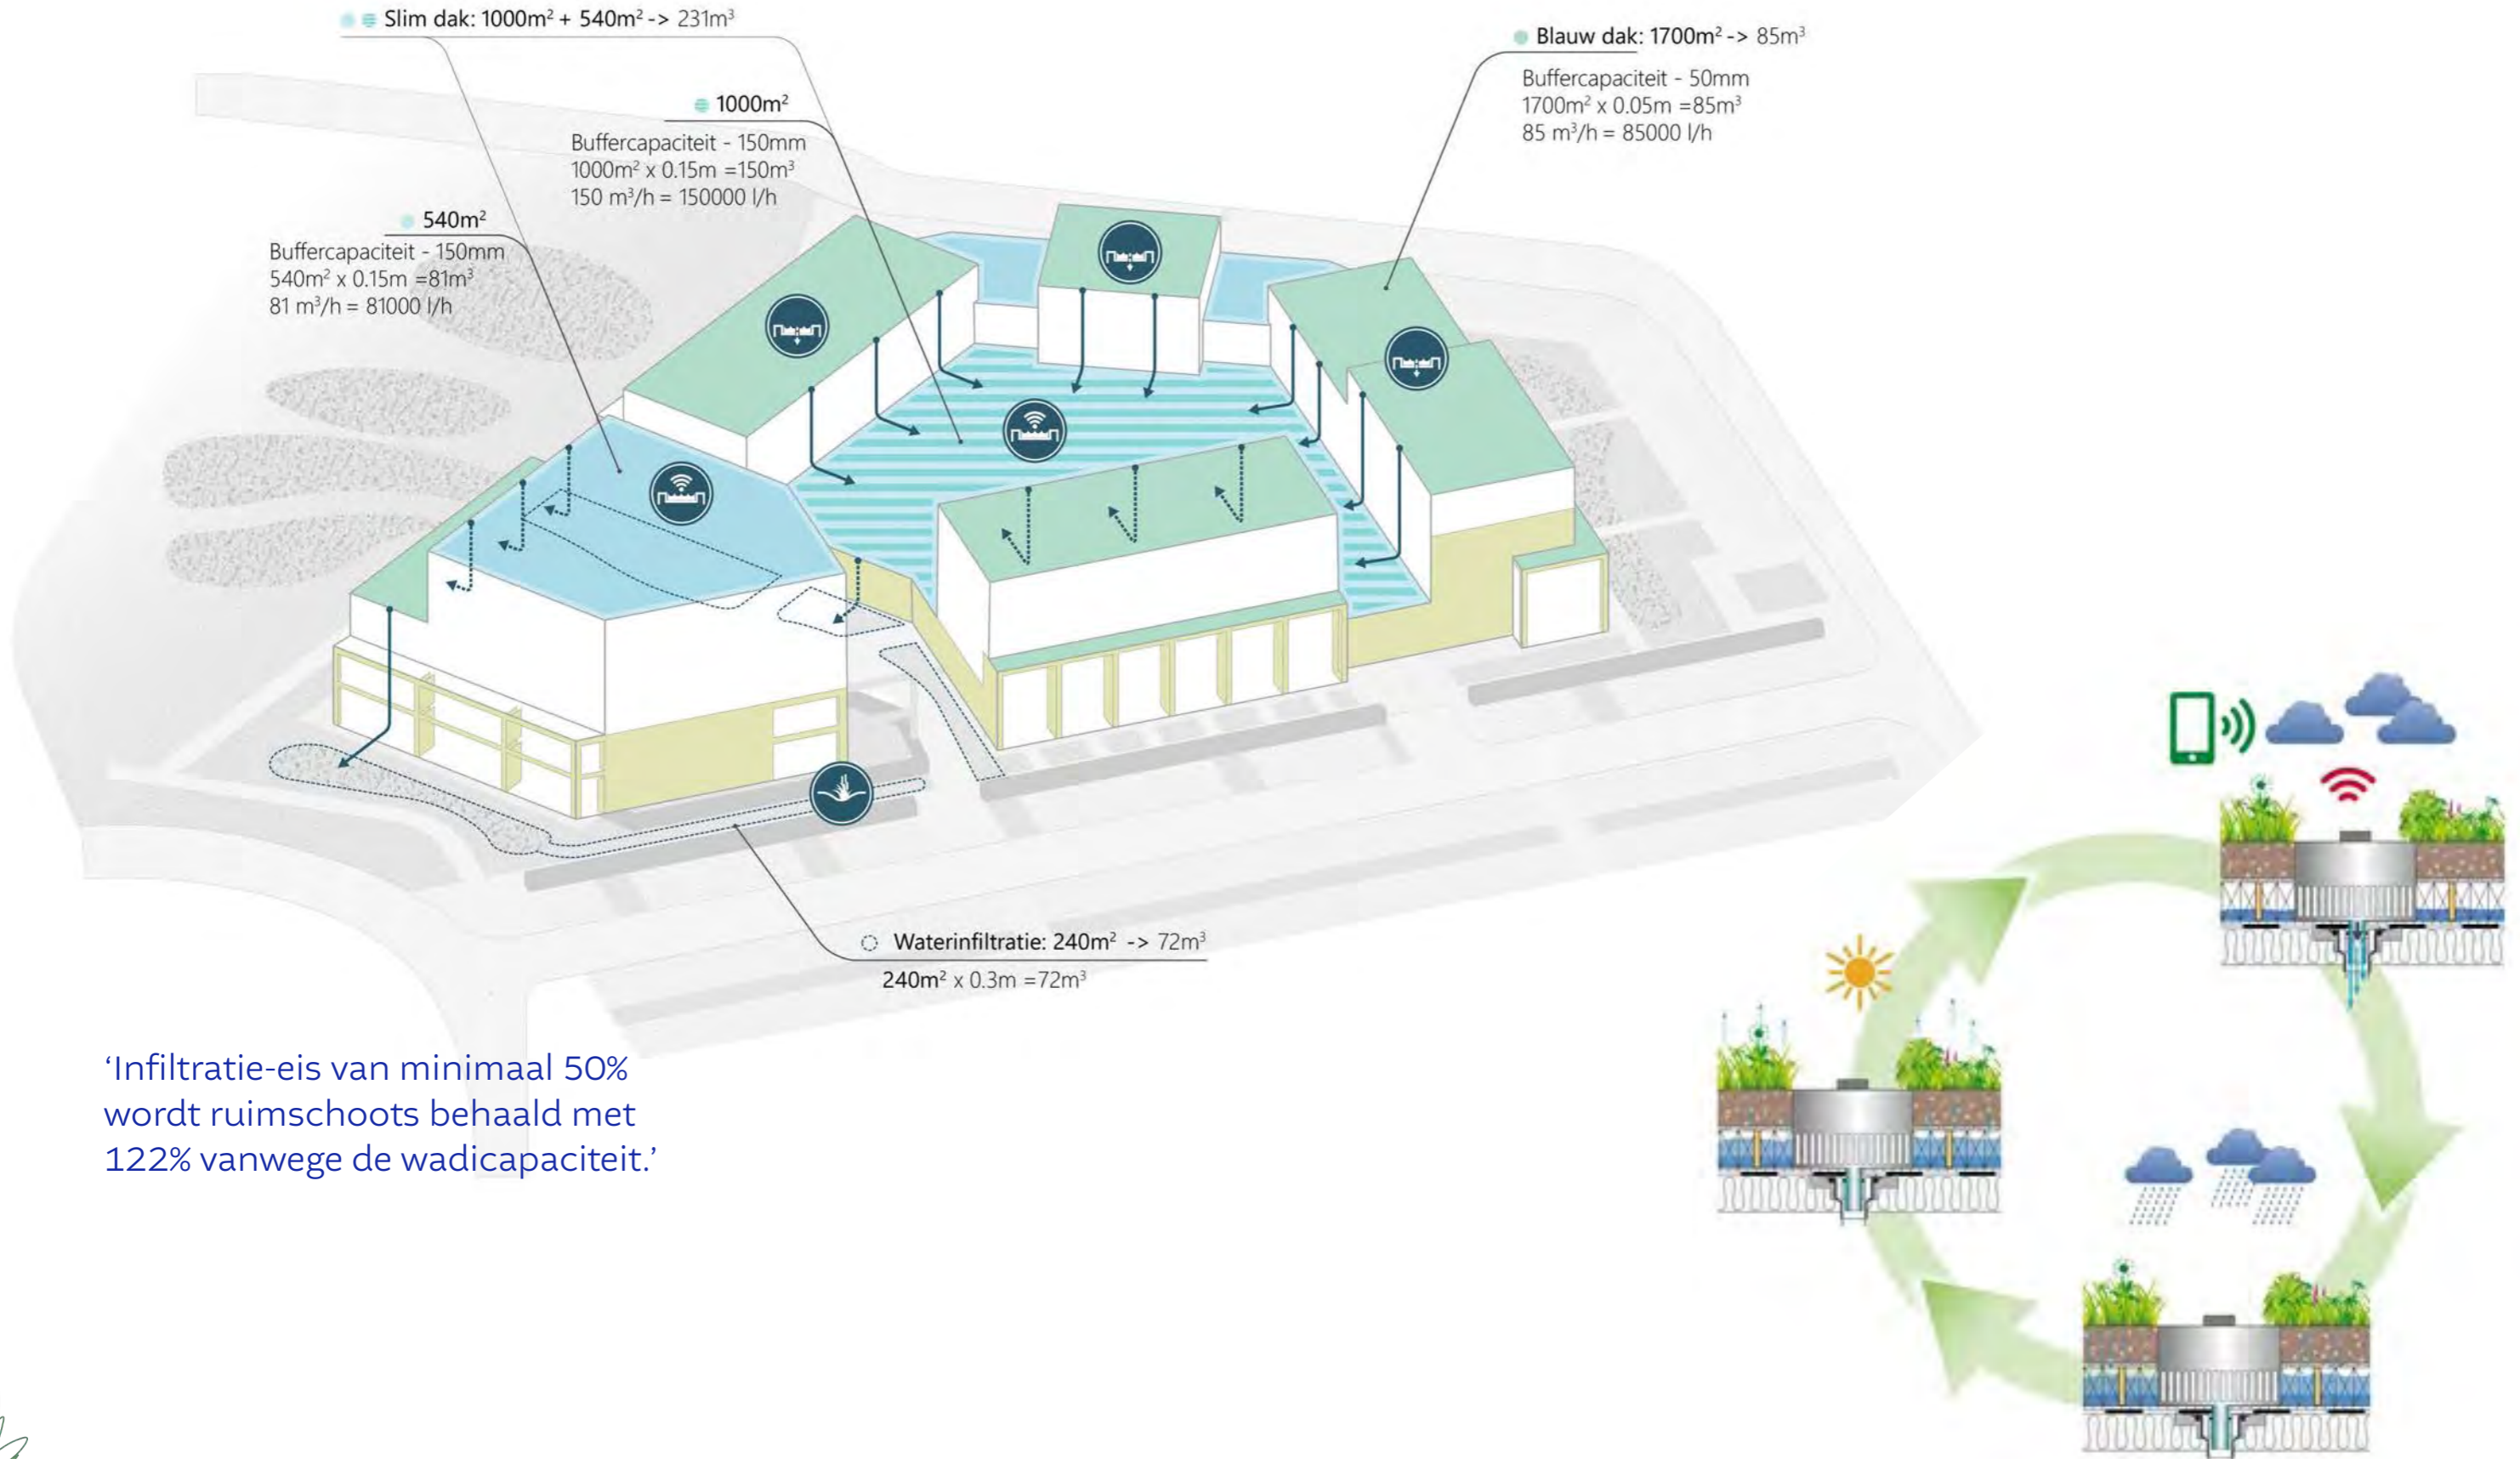 Slim dak: 1000m² + 540m² -> 231m³
Blauw dak: 1700m² -> 85m³
Buffercapaciteit - 50mm
1700m² x 0.05m =85m³
85 m³/h = 85000 l/h
1000m²
Buffercapaciteit - 150mm
1000m² x 0.15m =150m³
150 m³/h = 150000 l/h
540m²
Buffercapaciteit - 150mm
540m² x 0.15m =81m³
81 m³/h = 81000 l/h
Waterinfiltratie: 240m² -> 72m³
240m² x 0.3m =72m³
‘Infiltratie-eis van minimaal 50%
wordt ruimschoots behaald met
122% vanwege de wadicapaciteit.’